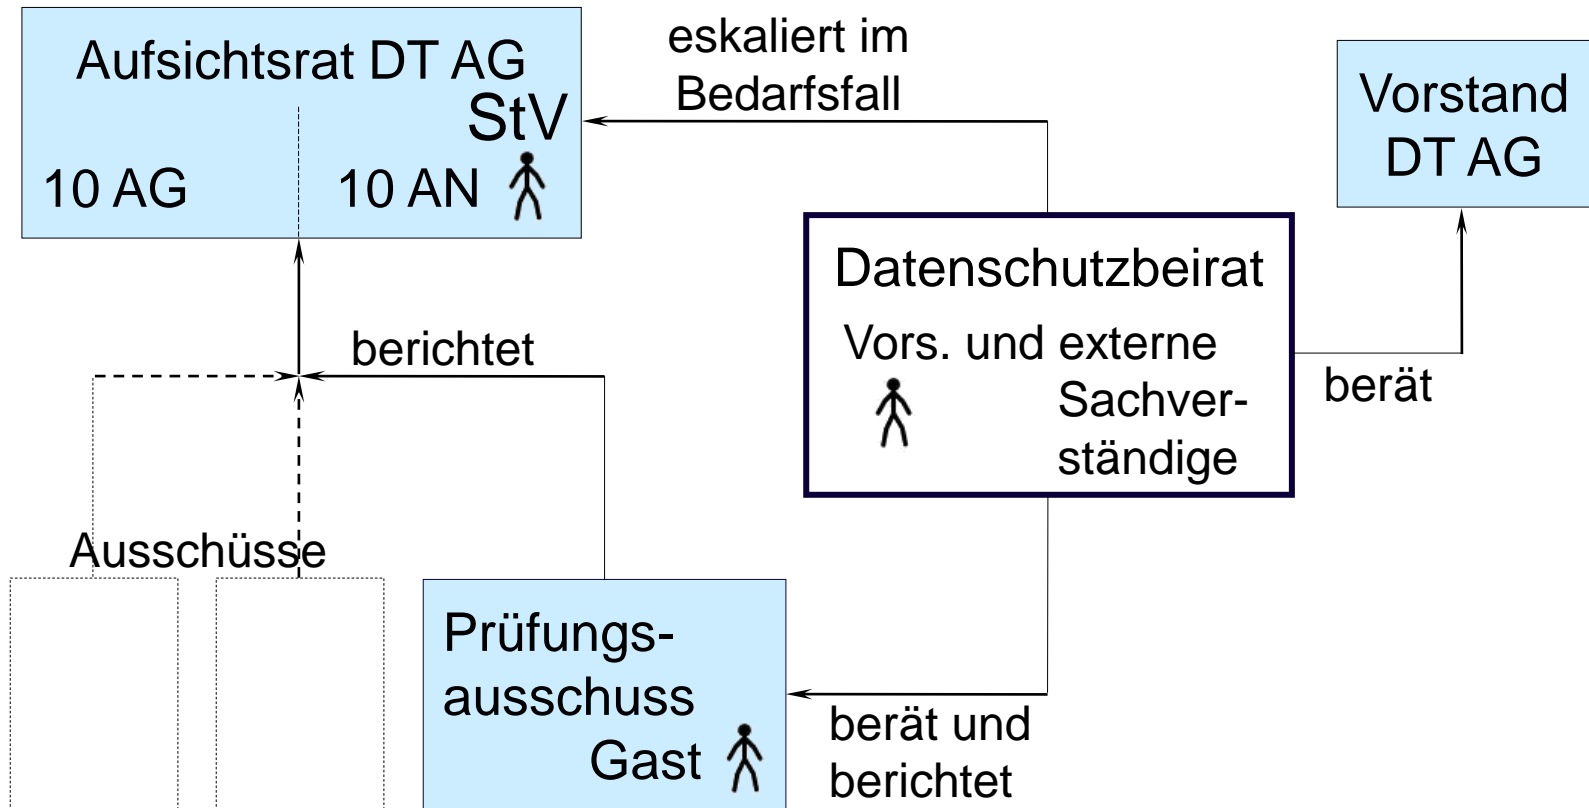 Aufsichtsrat DT AG
StV
10 AG
10 AN
eskaliert im
Bedarfsfall
Vorstand
DT AG
Datenschutzbeirat
Vors. und externe
Sachver-
ständige
berät
berichtet
Ausschüsse
Prüfungs-
ausschuss
Gast
berät und
berichtet